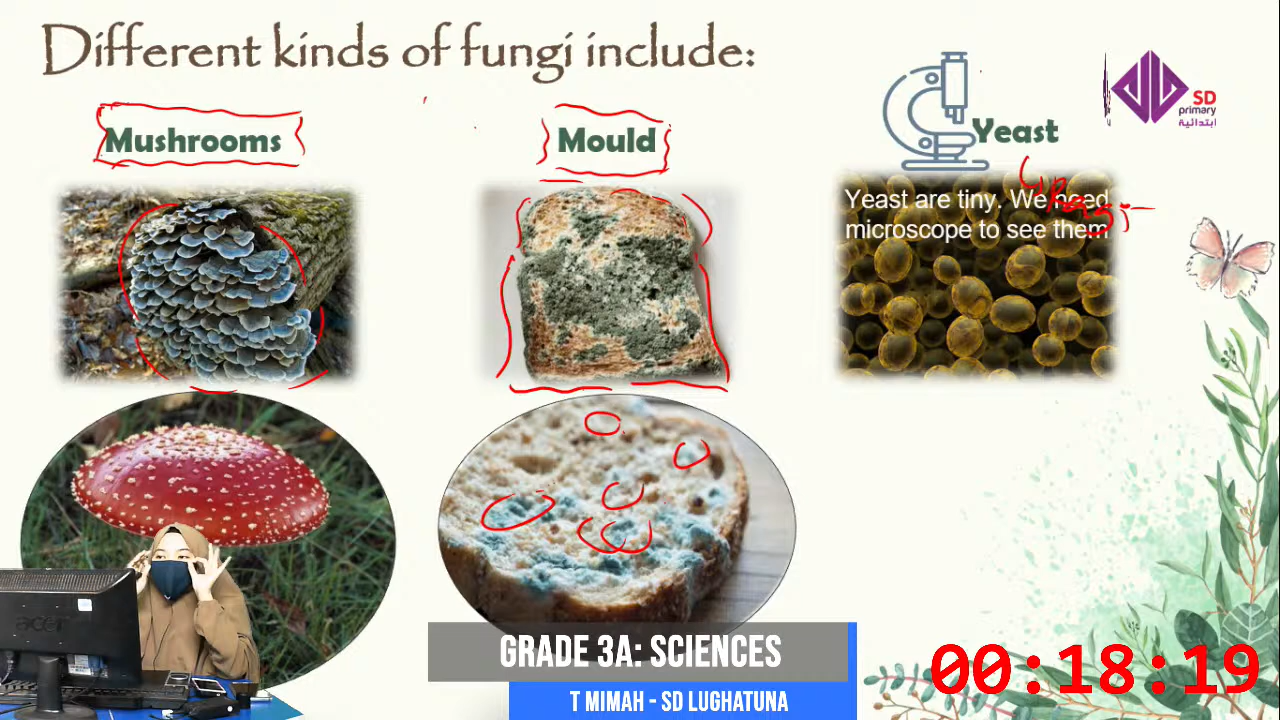 Different kinds of fungi include:
SD
primary
ابتدائية
Mushrooms
Mould
Yeast
Yeast are tiny. We need
microscope to see them
Ragi
acer
GRADE 3A: SCIENCES
T MIMAH - SD LUGHATUNA
00:18:19